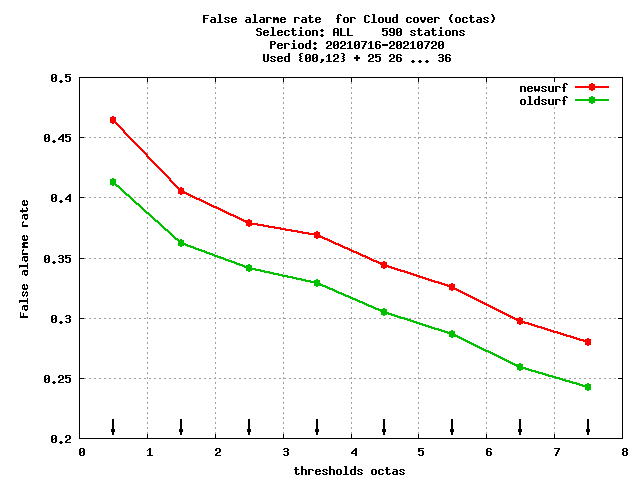 False alarme rate  for Cloud cover (octas)
Selection: ALL    590 stations
Period: 20210716-20210720
Used {00,12} + 25 26 ... 36
newsurf
oldsurf
0.5
0.45
0.4
0.35
0.3
0.25
0.2
False alarme rate
0 1 2 3 4 5 6 7 8
thresholds octas